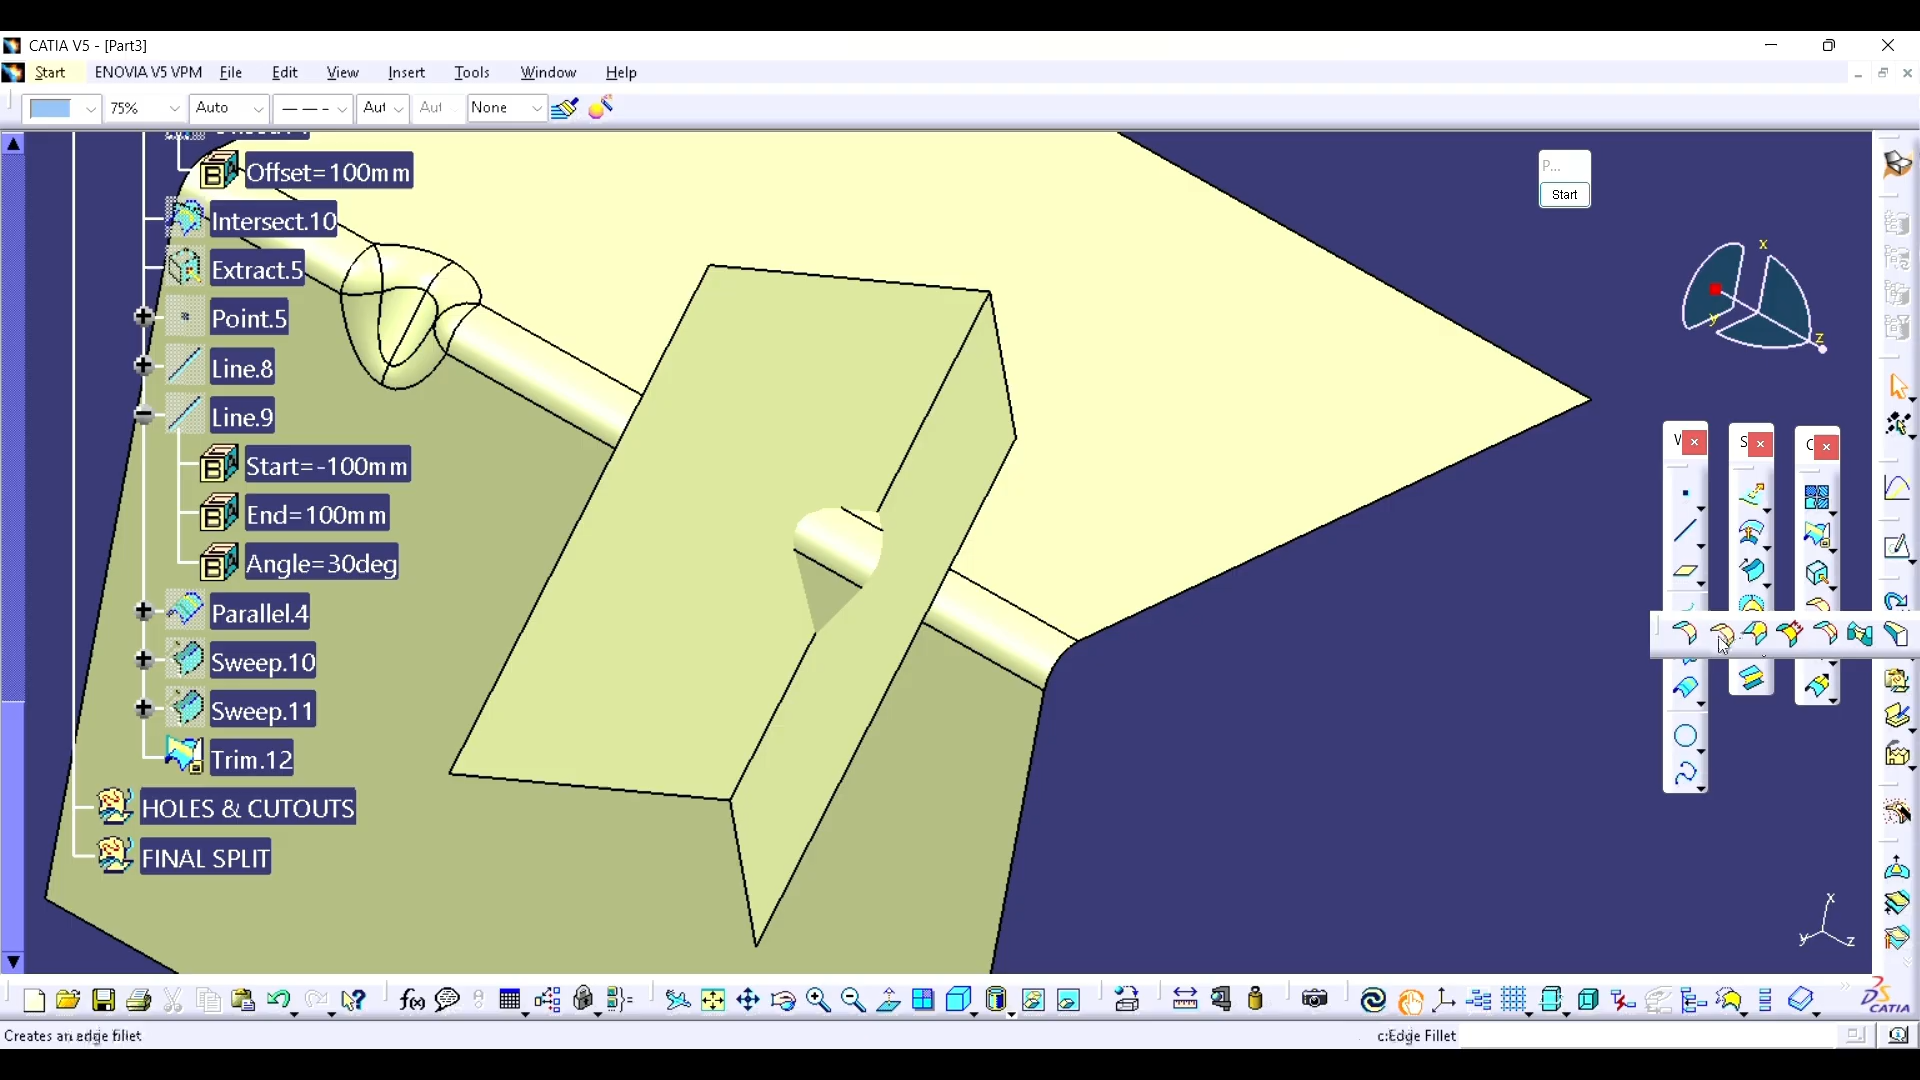 CATIA V5 - [Part3]
Start ENOVIA V5 VPM File Edit View Insert Tools Window Help
75% Auto Aut Aut None
Offset=100mm
Intersect.10
Extract.5
Point.5
Line.8
Line.9
Start=-100mm
End=100mm
Angle=30deg
Parallel.4
Sweep.10
Sweep.11
Trim.12
HOLES & CUTOUTS
FINAL SPLIT
P...
Start
x
y
z
V S C
x
y z
f(x)
CATIA
Creates an edge fillet c:Edge Fillet